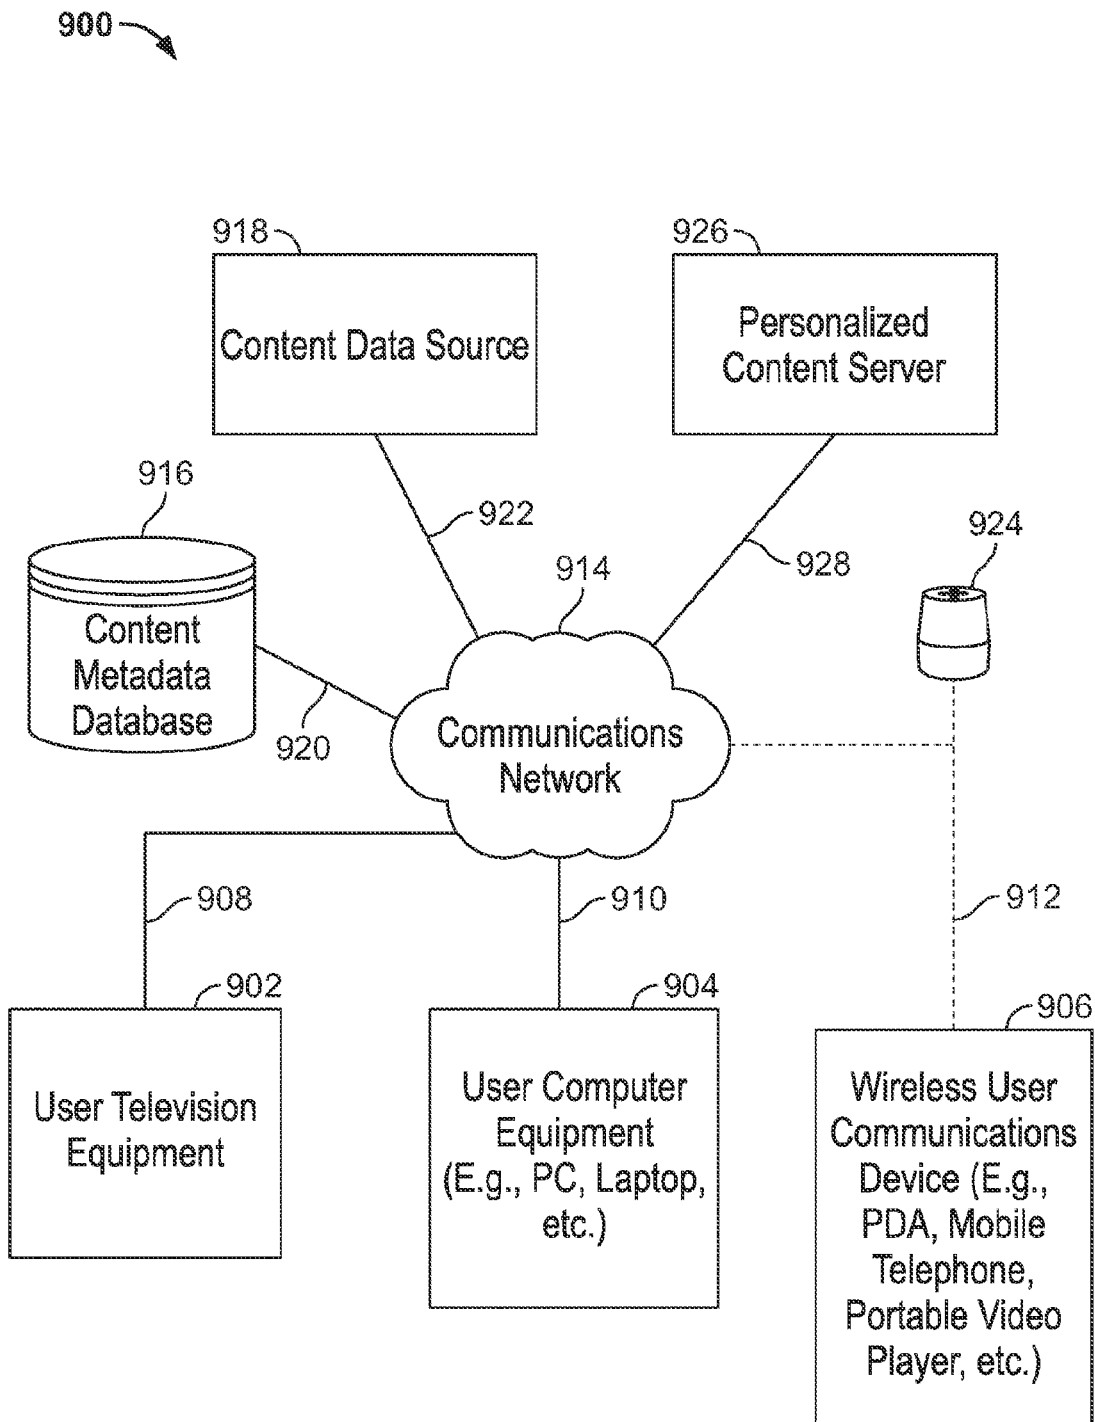 900
918
926
Content Data Source
Personalized
Content Server
916
922
924
928
914
Content
Metadata
Database
920
Communications
Network
908
910
912
902
904
906
User Television
Equipment
User Computer
Equipment
(E.g., PC, Laptop,
etc.)
Wireless User
Communications
Device (E.g.,
PDA, Mobile
Telephone,
Portable Video
Player, etc.)